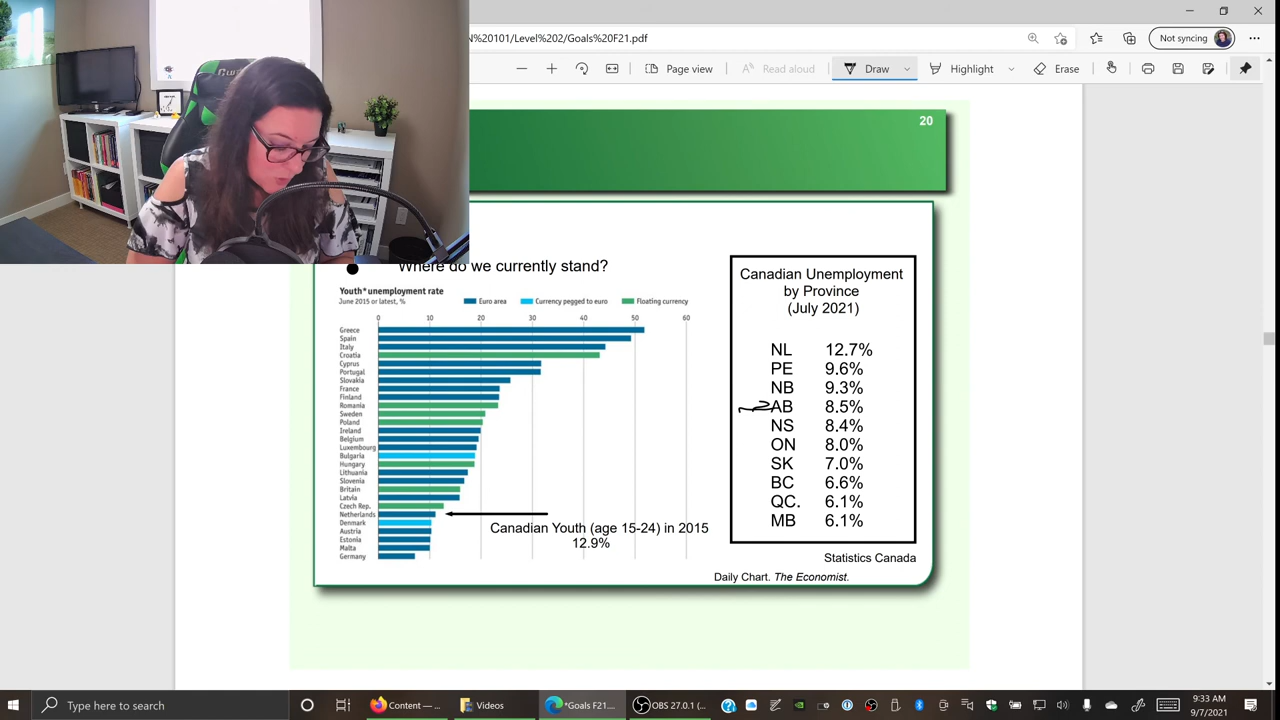 N%20101/Level%202/Goals%20F21.pdf
Not syncing
Page view
Read aloud
Draw
Highlight
Erase
20
Where do we currently stand?
Youth* unemployment rate
June 2015 or latest, %
Euro area
Currency pegged to euro
Floating currency
0 10 20 30 40 50 60
Greece
Spain
Italy
Croatia
Cyprus
Portugal
Slovakia
France
Finland
Romania
Sweden
Poland
Ireland
Belgium
Luxembourg
Bulgaria
Hungary
Lithuania
Slovenia
Britain
Latvia
Czech Rep.
Netherlands
Denmark
Austria
Estonia
Malta
Germany
Canadian Youth (age 15-24) in 2015
12.9%
Canadian Unemployment
by Province
(July 2021)
NL 12.7%
PE 9.6%
NB 9.3%
AB 8.5%
NS 8.4%
ON 8.0%
SK 7.0%
BC 6.6%
QC. 6.1%
MB 6.1%
Statistics Canada
Daily Chart. The Economist.
Type here to search
Content —...
Videos
*Goals F21...
OBS 27.0.1 (...
9:33 AM
9/7/2021